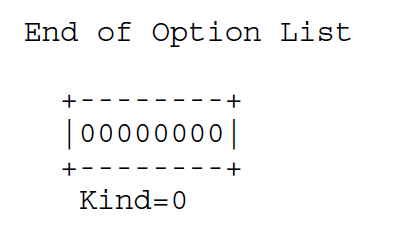 End of Option List
+--------+
|00000000|
+--------+
Kind=0